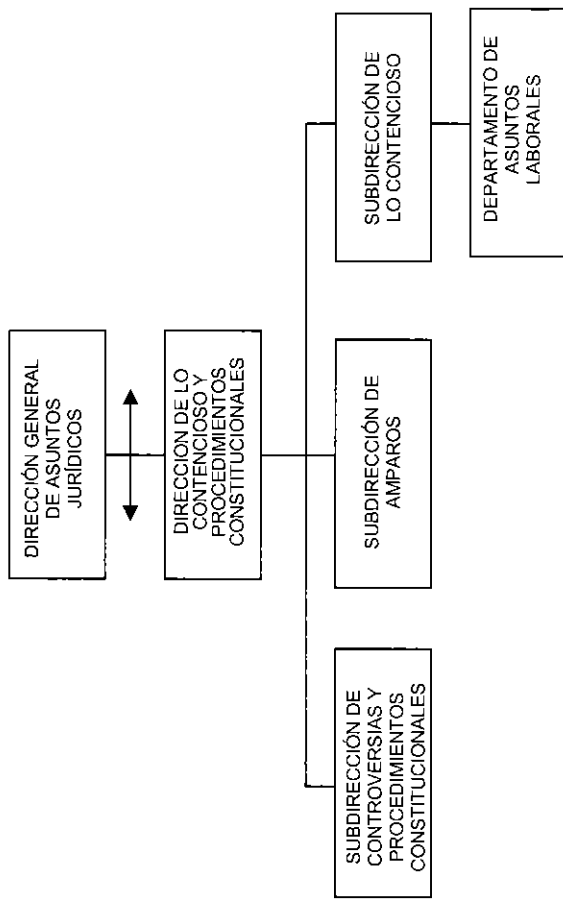 DIRECCIÓN GENERAL
DE ASUNTOS
JURÍDICOS
DIRECCION DE LO
CONTENCIOSO Y
PROCEDIMIENTOS
CONSTITUCIONALES
SUBDIRECCIÓN DE
CONTROVERSIAS Y
PROCEDIMIENTOS
CONSTITUCIONALES
SUBDIRECCIÓN DE
AMPAROS
SUBDIRECCIÓN DE
LO CONTENCIOSO
DEPARTAMENTO DE
ASUNTOS
LABORALES